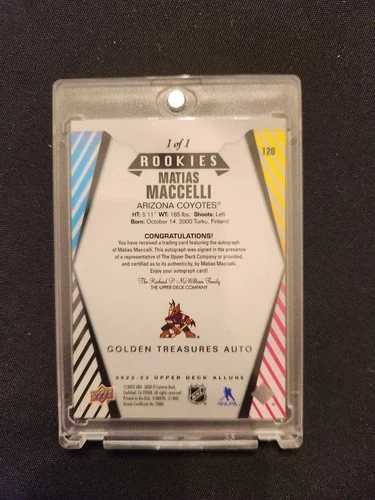 1 of 1
ROOKIES
120
MATIAS
MACCELLI
ARIZONA COYOTES®
HT: 5'11" WT: 165 lbs. Shoots: Left
Born: October 14, 2000 Turku, Finland
CONGRATULATIONS!
You have received a trading card featuring the autograph
of Matias Maccelli. This autograph was signed in the presence
of a representative of The Upper Deck Company or provided,
and certified as to its authenticity, by Matias Maccelli.
Enjoy your autograph card!
The Richard P. McWilliam Family
THE UPPER DECK COMPANY
GOLDEN TREASURES AUTO
2022-23 UPPER DECK ALLURE
NHL
NHLPA